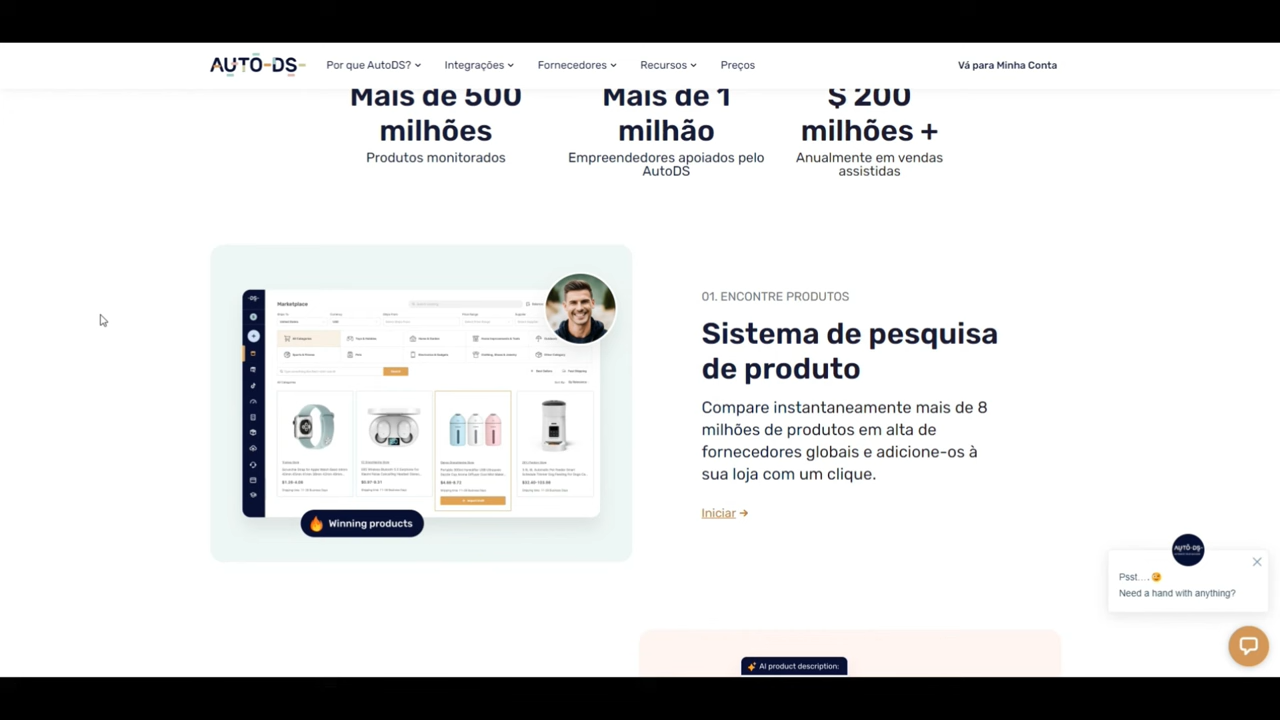 AUTO-DS-
Por que AutoDS?
Integrações
Fornecedores
Recursos
Preços
Vá para Minha Conta
Mais de 500
milhões
Produtos monitorados
Mais de 1
milhão
Empreendedores apoiados pelo
AutoDS
$ 200
milhões +
Anualmente em vendas
assistidas
Marketplace
Winning products
01. ENCONTRE PRODUTOS
Sistema de pesquisa
de produto
Compare instantaneamente mais de 8
milhões de produtos em alta de
fornecedores globais e adicione-os à
sua loja com um clique.
Iniciar →
AUTO-DS-
Psst.... 😉
Need a hand with anything?
AI product description: